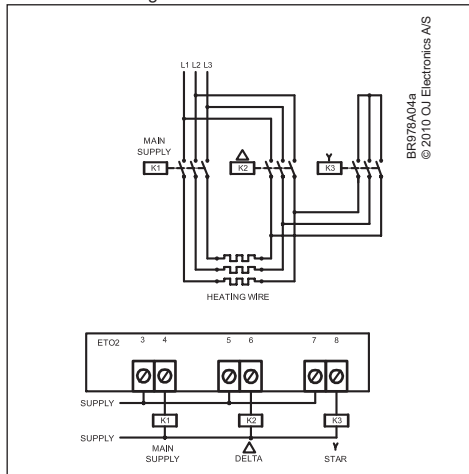 L1 L2 L3
MAIN
SUPPLY
K1
K2
K3
HEATING WIRE
BR978A04a
© 2010 OJ Electronics A/S
ETO2
3 4 5 6 7 8
SUPPLY
K1 K2 K3
SUPPLY
MAIN
SUPPLY
DELTA
STAR